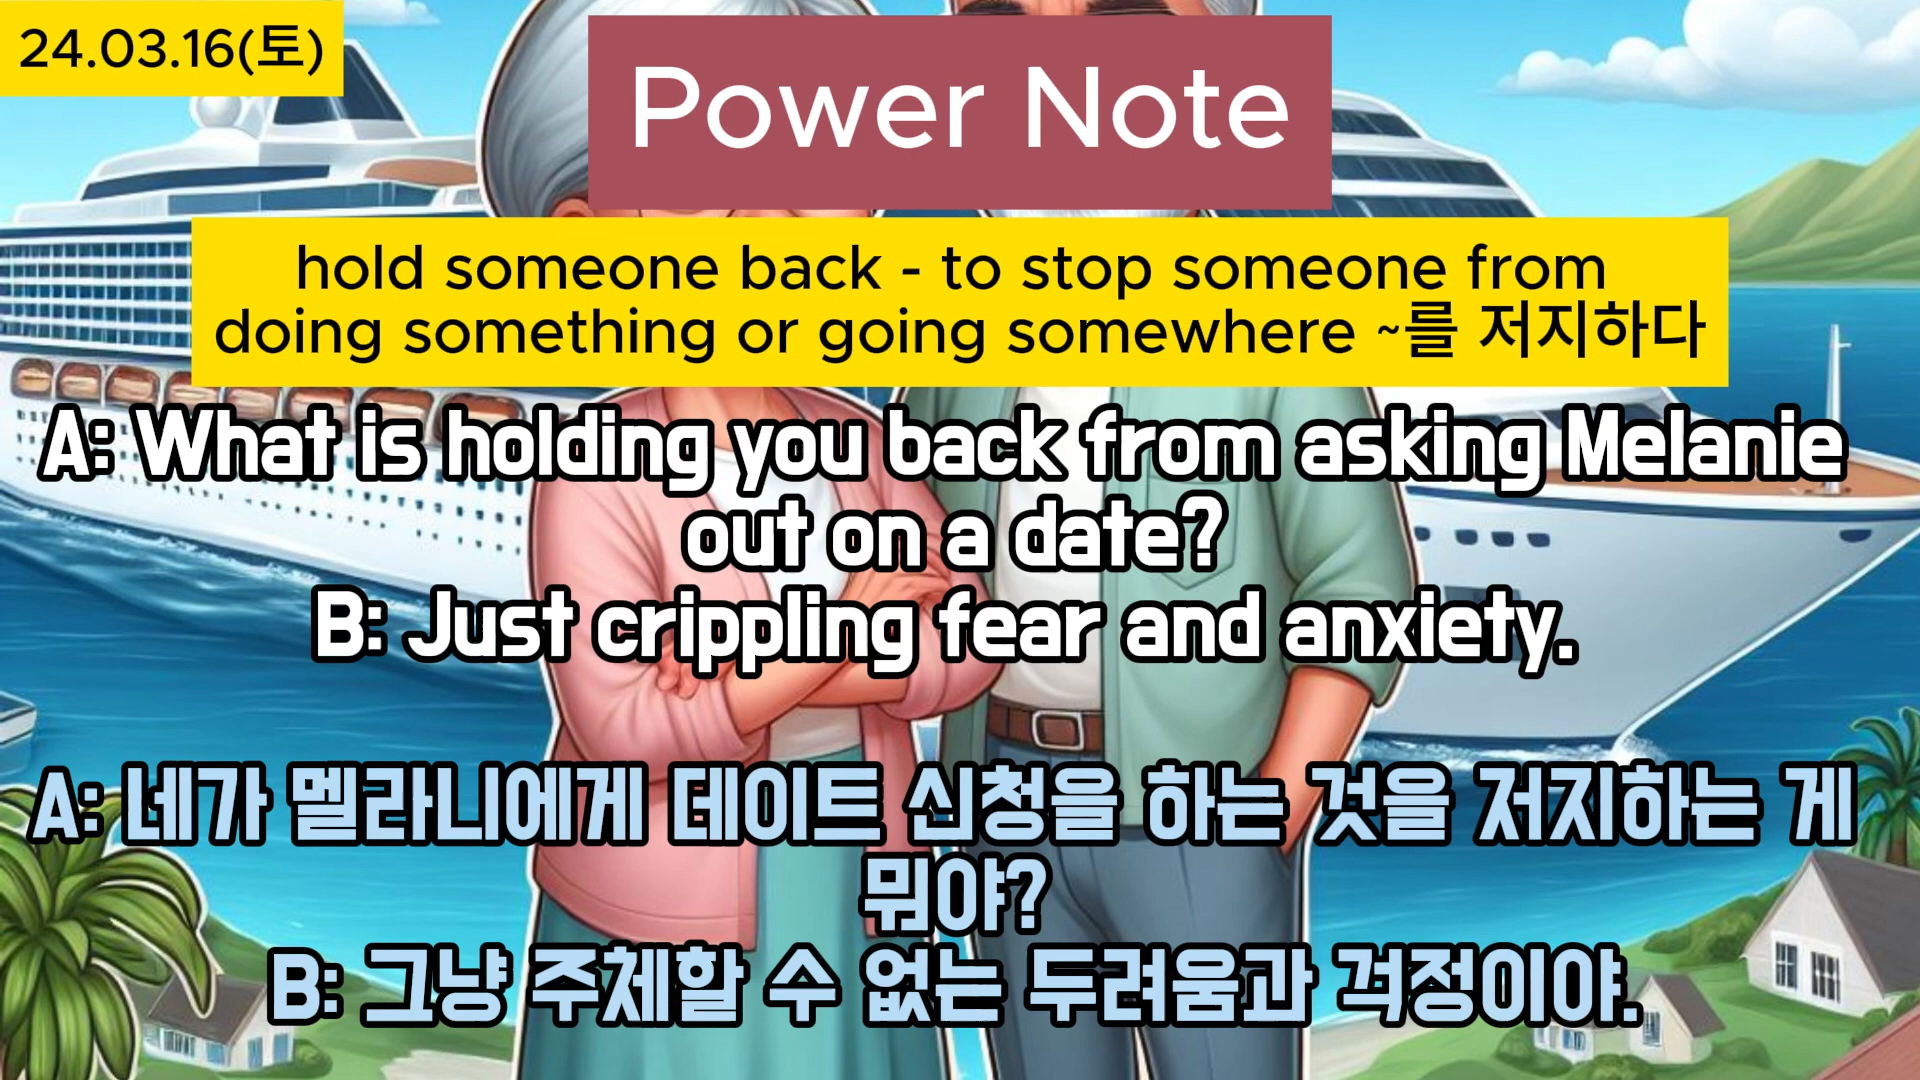 24.03.16(토)
Power Note
hold someone back - to stop someone from
doing something or going somewhere ~를 저지하다
A: What is holding you back from asking Melanie
out on a date?
B: Just crippling fear and anxiety.
A: 네가 멜라니에게 데이트 신청을 하는 것을 저지하는 게
뭐야?
B: 그냥 주체할 수 없는 두려움과 걱정이야.